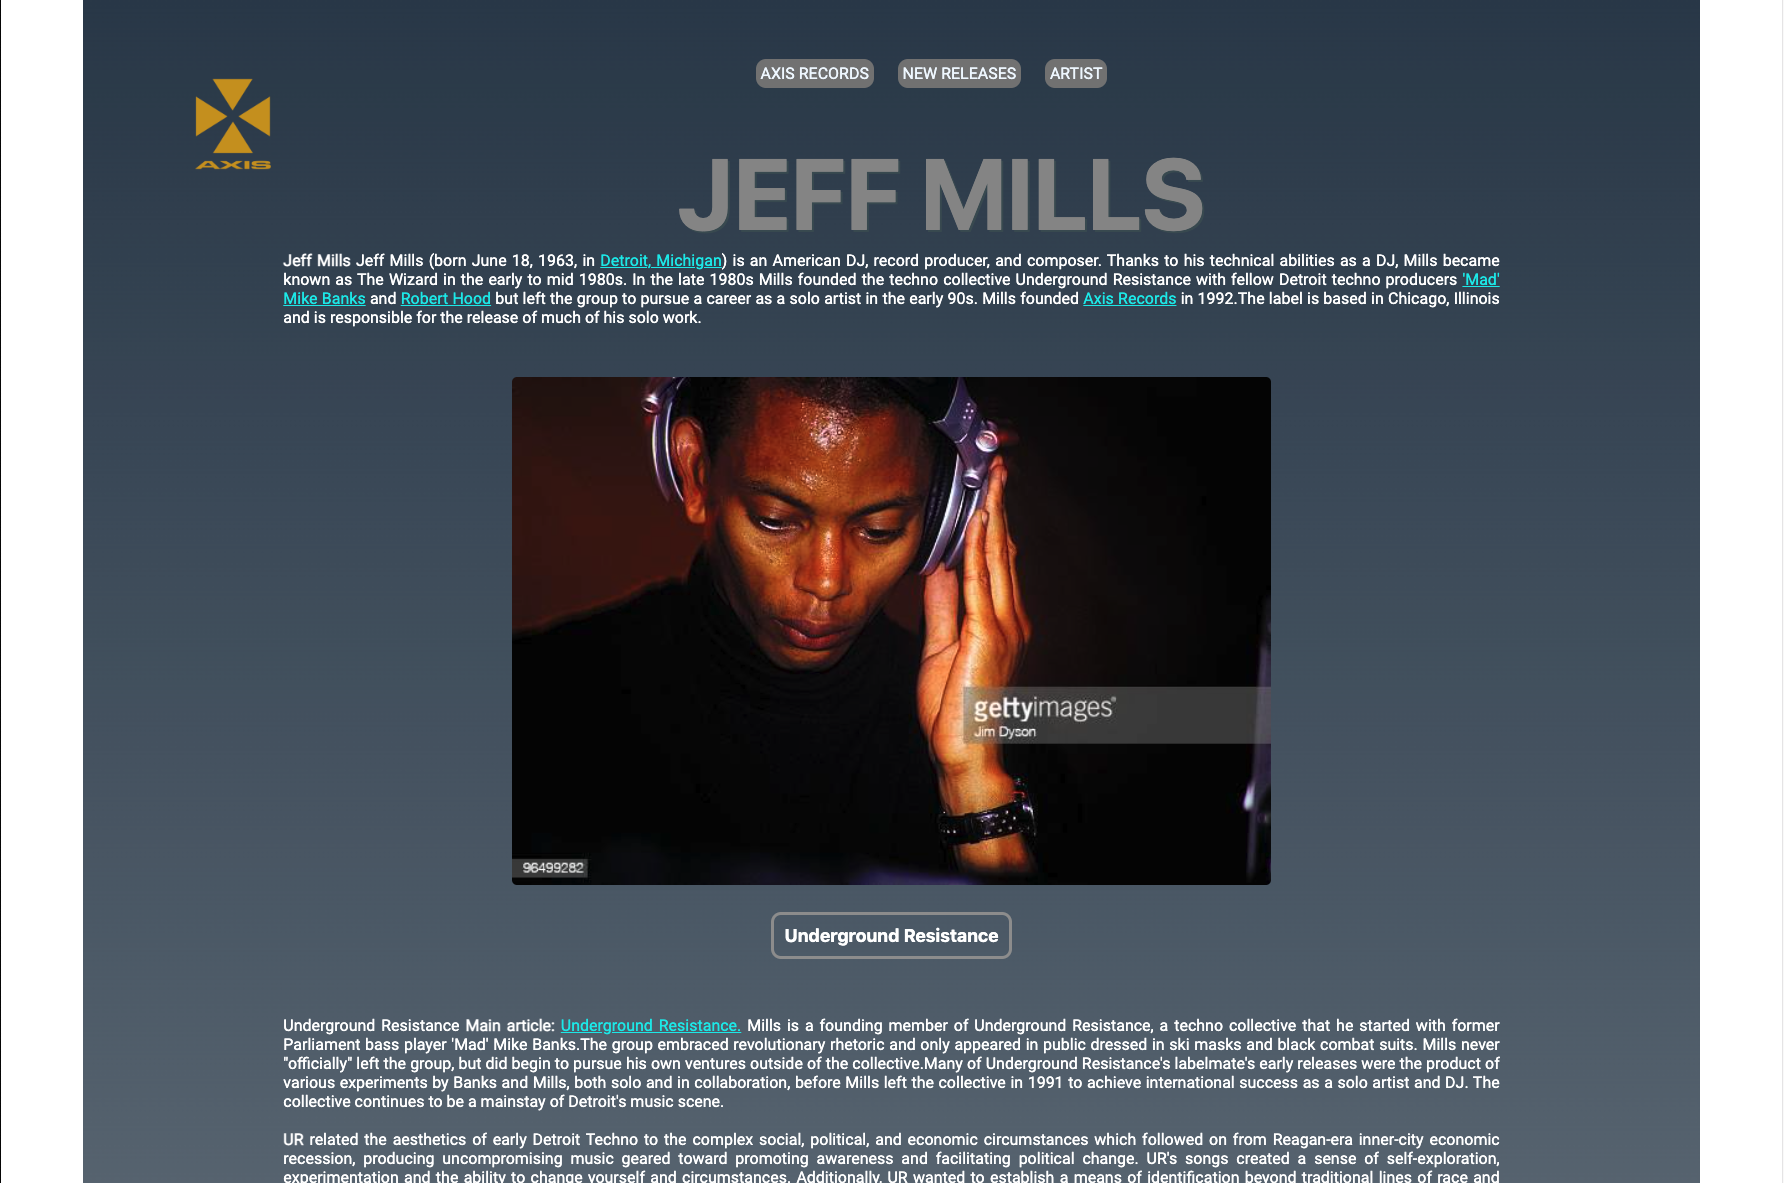 AXIS RECORDS NEW RELEASES ARTIST
AXIS
JEFF MILLS
Jeff Mills Jeff Mills (born June 18, 1963, in Detroit, Michigan) is an American DJ, record producer, and composer. Thanks to his technical abilities as a DJ, Mills became
known as The Wizard in the early to mid 1980s. In the late 1980s Mills founded the techno collective Underground Resistance with fellow Detroit techno producers 'Mad'
Mike Banks and Robert Hood but left the group to pursue a career as a solo artist in the early 90s. Mills founded Axis Records in 1992.The label is based in Chicago, Illinois
and is responsible for the release of much of his solo work.
gettyimages®
Jim Dyson
96499282
Underground Resistance
Underground Resistance Main article: Underground Resistance. Mills is a founding member of Underground Resistance, a techno collective that he started with former
Parliament bass player 'Mad' Mike Banks.The group embraced revolutionary rhetoric and only appeared in public dressed in ski masks and black combat suits. Mills never
"officially" left the group, but did begin to pursue his own ventures outside of the collective.Many of Underground Resistance's labelmate's early releases were the product of
various experiments by Banks and Mills, both solo and in collaboration, before Mills left the collective in 1991 to achieve international success as a solo artist and DJ. The
collective continues to be a mainstay of Detroit's music scene.
UR related the aesthetics of early Detroit Techno to the complex social, political, and economic circumstances which followed on from Reagan-era inner-city economic
recession, producing uncompromising music geared toward promoting awareness and facilitating political change. UR's songs created a sense of self-exploration,
experimentation and the ability to change yourself and circumstances. Additionally, UR wanted to establish a means of identification beyond traditional lines of race and